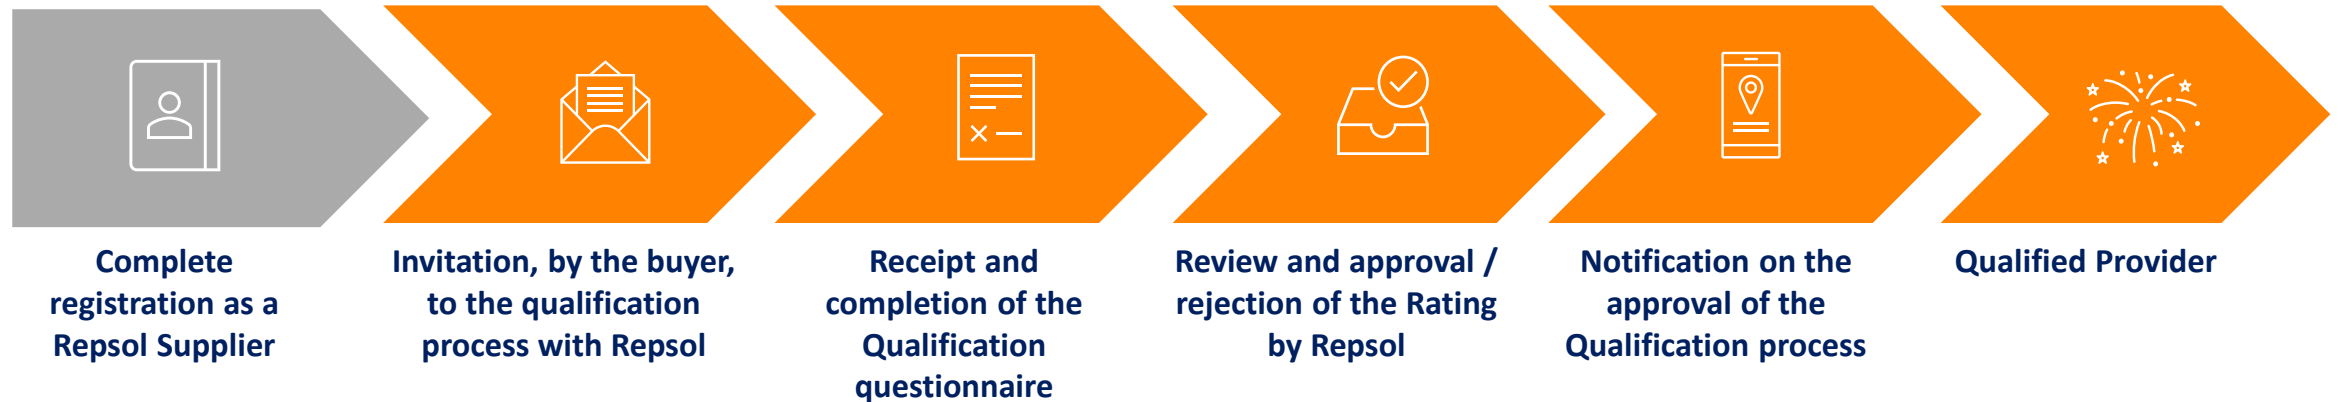 Complete
registration as a
Repsol Supplier
Invitation, by the buyer,
to the qualification
process with Repsol
Receipt and
completion of the
Qualification
questionnaire
Review and approval /
rejection of the Rating
by Repsol
Notification on the
approval of the
Qualification process
Qualified Provider